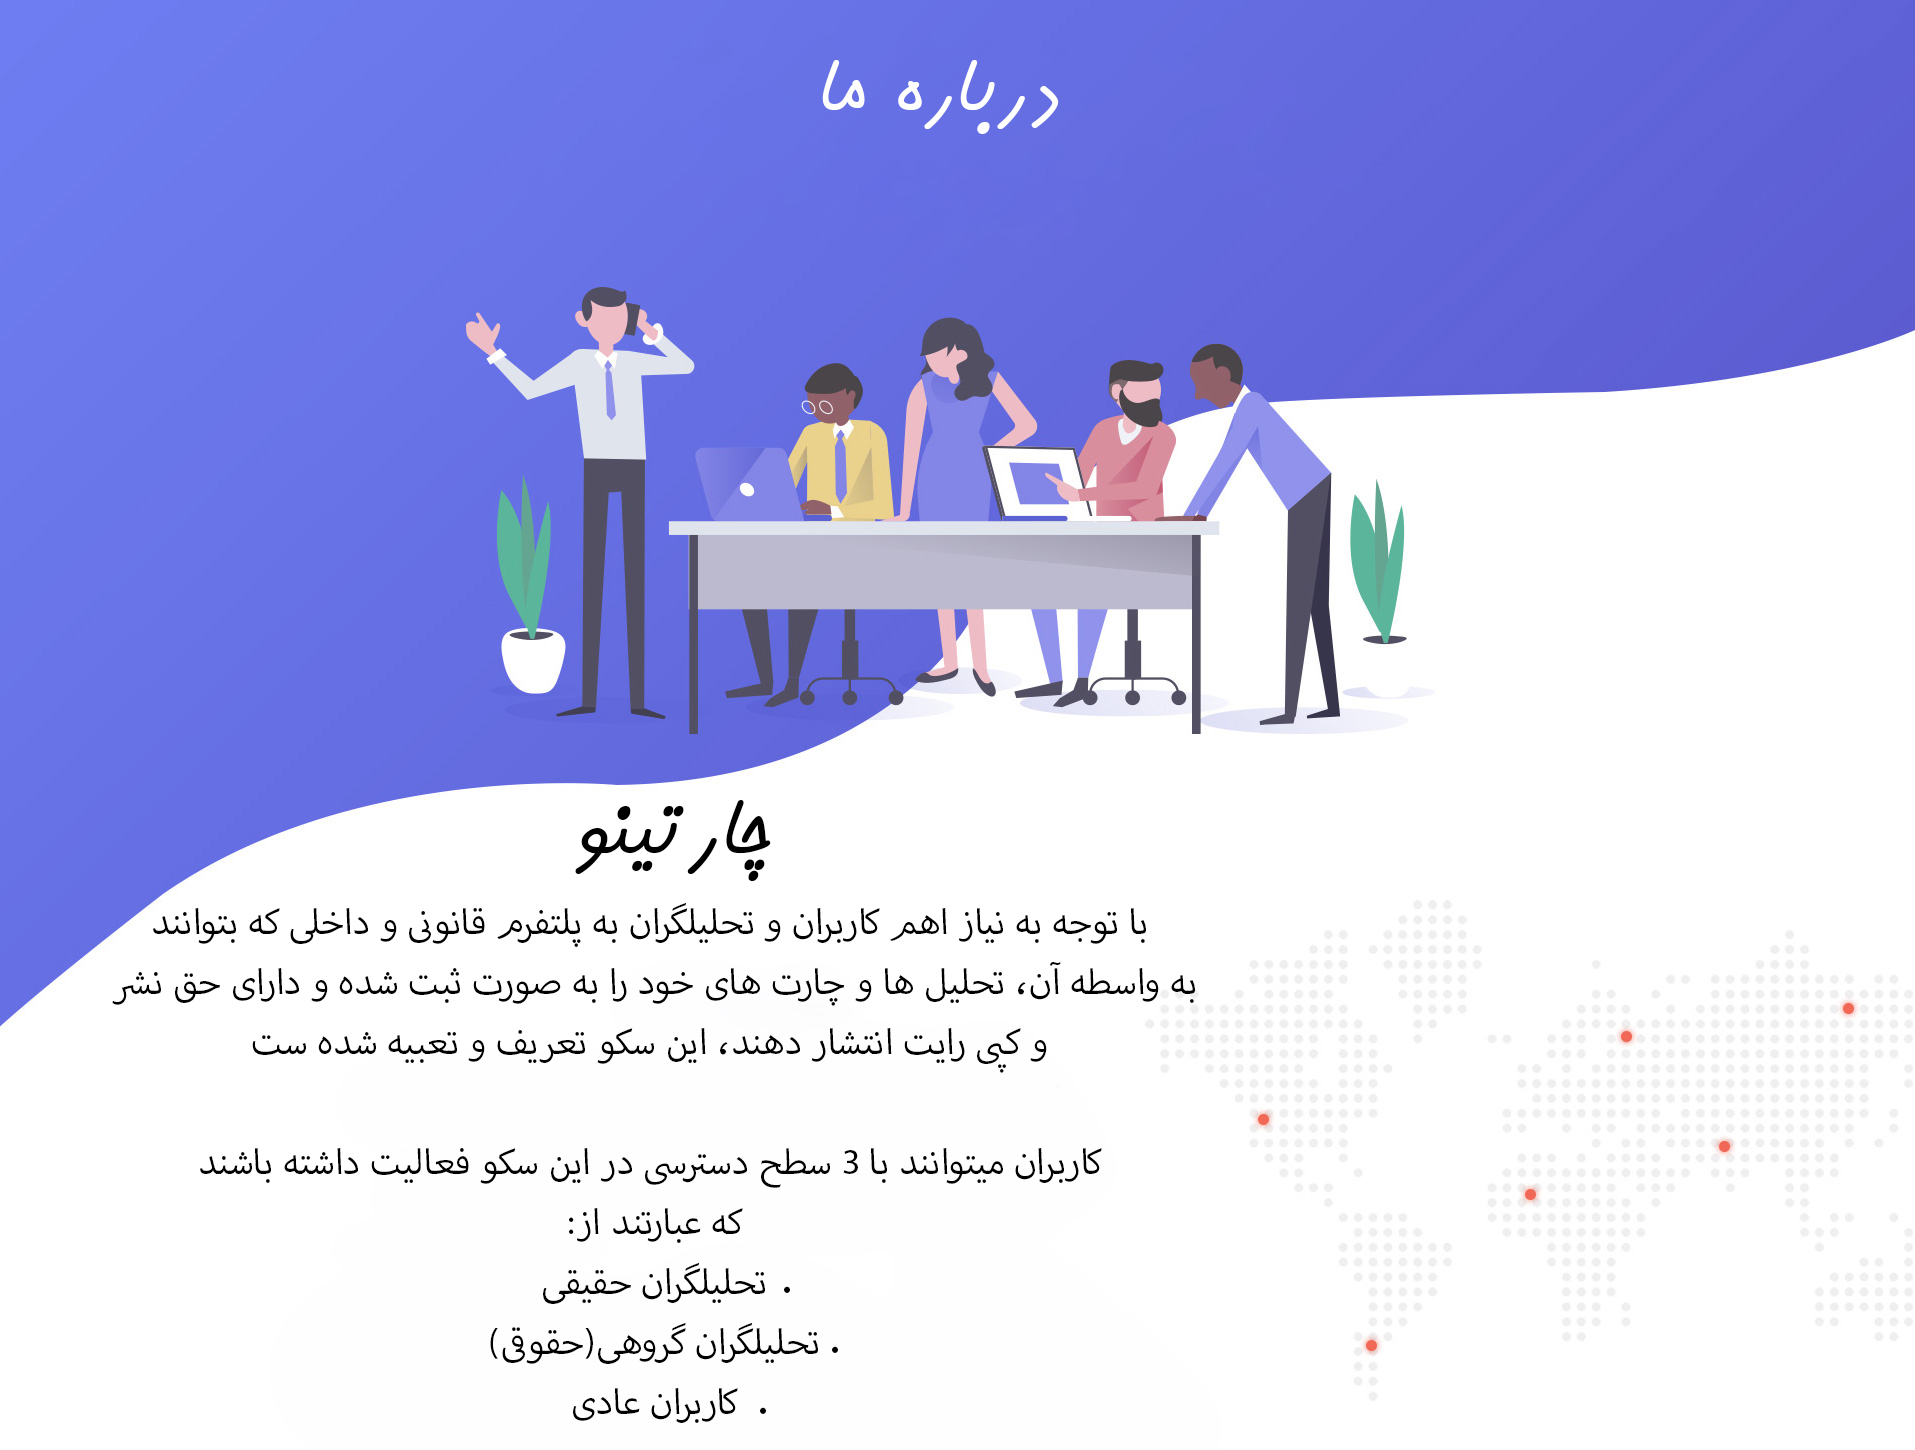 درباره ما
چارتینو
با توجه به نیاز اهم کاربران و تحلیلگران به پلتفرم قانونی و داخلی که بتوانند
به واسطه آن، تحلیل ها و چارت های خود را به صورت ثبت شده و دارای حق نشر
و کپی رایت انتشار دهند، این سکو تعریف و تعبیه شده ست
کاربران میتوانند با 3 سطح دسترسی در این سکو فعالیت داشته باشند
که عبارتند از:
. تحلیلگران حقیقی
. تحلیلگران گروهی(حقوقی)
. کاربران عادی